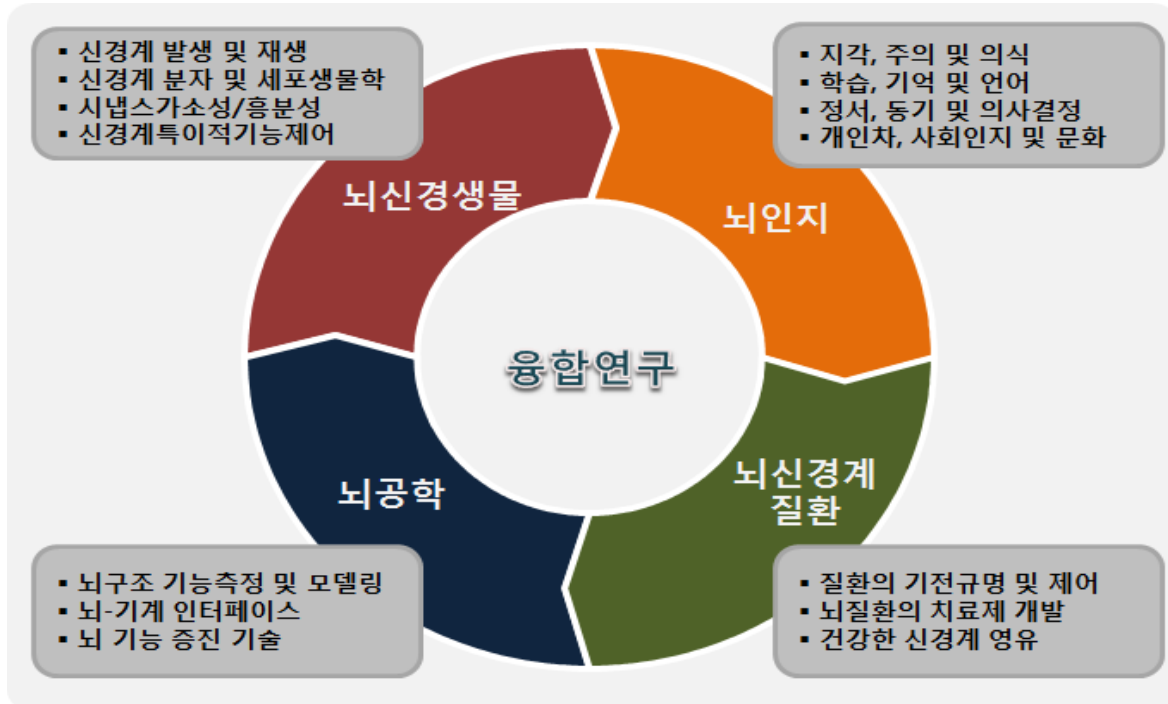 ▪ 신경계 발생 및 재생
▪ 신경계 분자 및 세포생물학
▪ 시냅스가소성/흥분성
▪ 신경계특이적기능제어
▪ 지각, 주의 및 의식
▪ 학습, 기억 및 언어
▪ 정서, 동기 및 의사결정
▪ 개인차, 사회인지 및 문화
뇌신경생물
뇌인지
융합연구
뇌공학
뇌신경계
질환
▪ 뇌구조 기능측정 및 모델링
▪ 뇌-기계 인터페이스
▪ 뇌 기능 증진 기술
▪ 질환의 기전규명 및 제어
▪ 뇌질환의 치료제 개발
▪ 건강한 신경계 영유